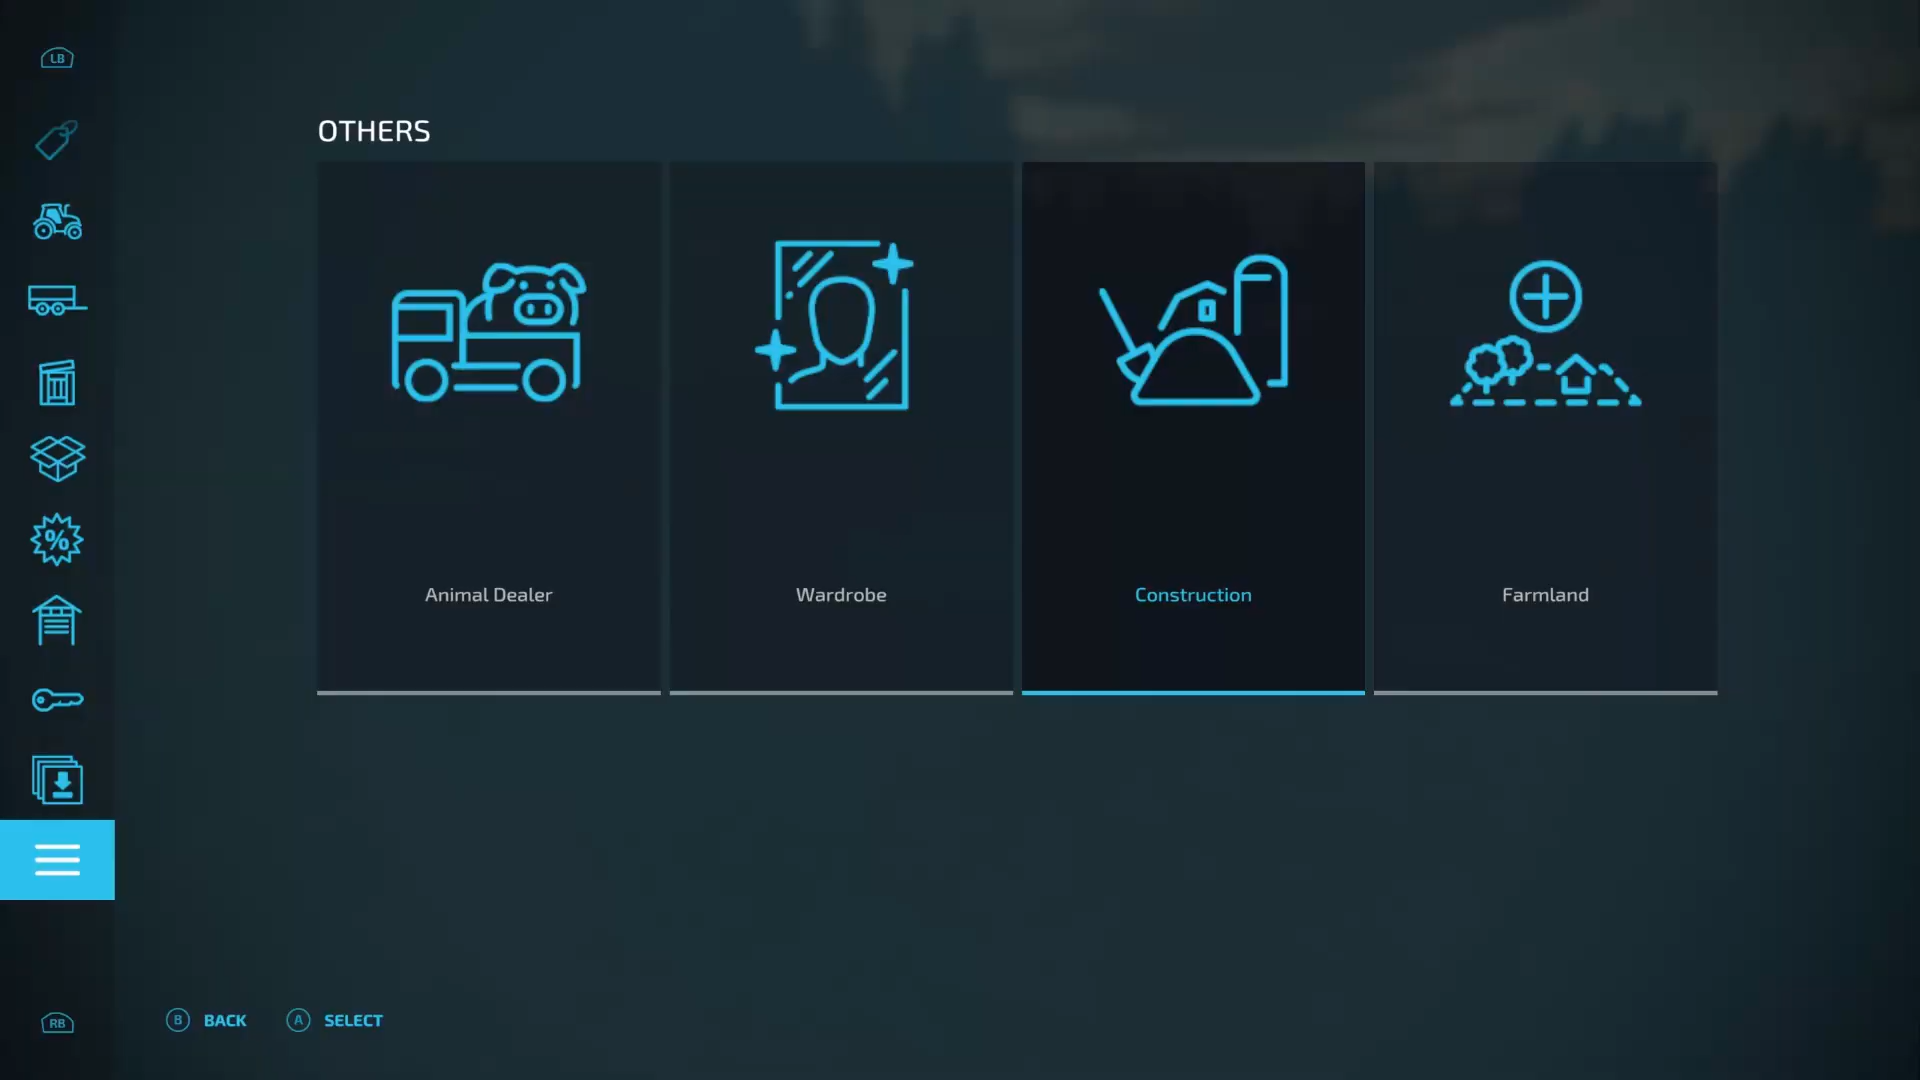 LB
OTHERS
%
Animal Dealer
Wardrobe
Construction
Farmland
RB
B BACK A SELECT